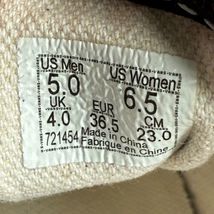 US Men US Women
5.0 6.5
UK EUR CM
4.0 36.5 23.0
721454 Made in China
Fabrique en Chine